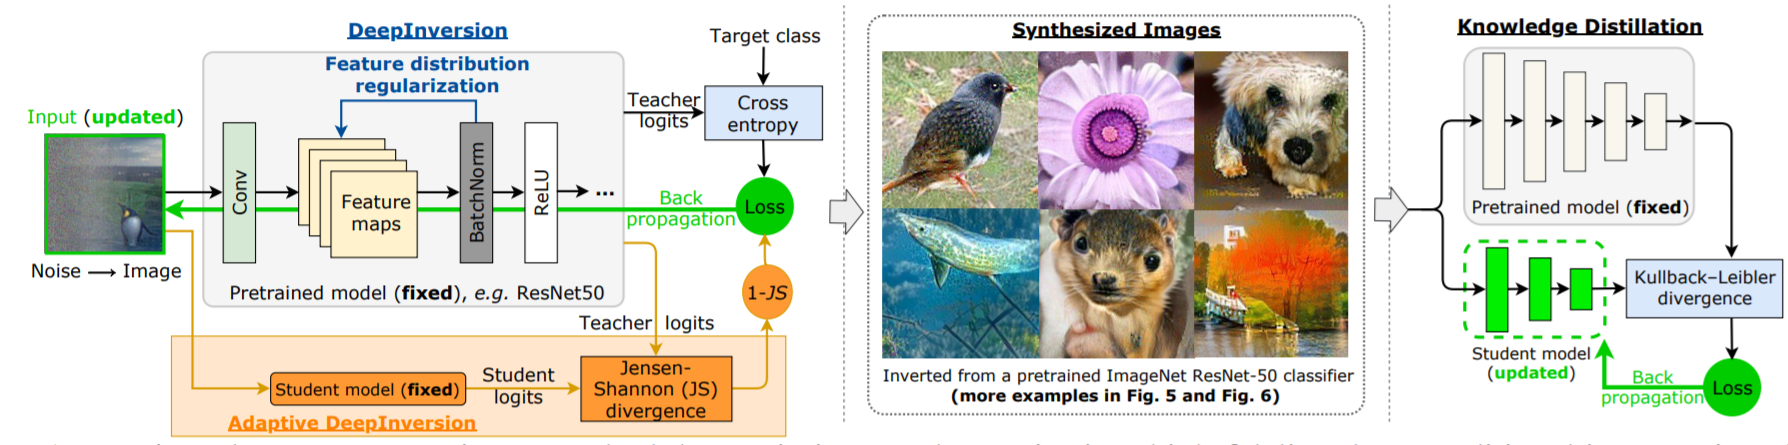 DeepInversion
Feature distribution
regularization
Input (updated)
Noise → Image
Conv
Feature
maps
BatchNorm
ReLU
...
Pretrained model (fixed), e.g. ResNet50
Target class
Teacher
logits
Cross
entropy
Loss
Back
propagation
1-JS
Teacher logits
Student model (fixed)
Student
logits
Jensen-
Shannon (JS)
divergence
Adaptive DeepInversion
Synthesized Images
Inverted from a pretrained ImageNet ResNet-50 classifier
(more examples in Fig. 5 and Fig. 6)
Knowledge Distillation
Pretrained model (fixed)
Kullback–Leibler
divergence
Student model
(updated)
Back
propagation
Loss